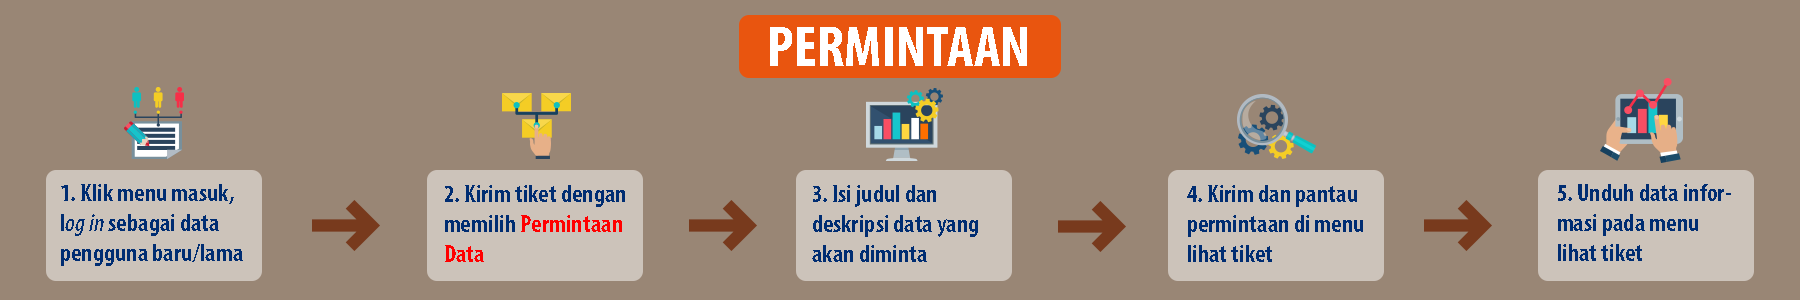 PERMINTAAN
1. Klik menu masuk,
log in sebagai data
pengguna baru/lama
2. Kirim tiket dengan
memilih Permintaan
Data
3. Isi judul dan
deskripsi data yang
akan diminta
4. Kirim dan pantau
permintaan di menu
lihat tiket
5. Unduh data infor-
masi pada menu
lihat tiket